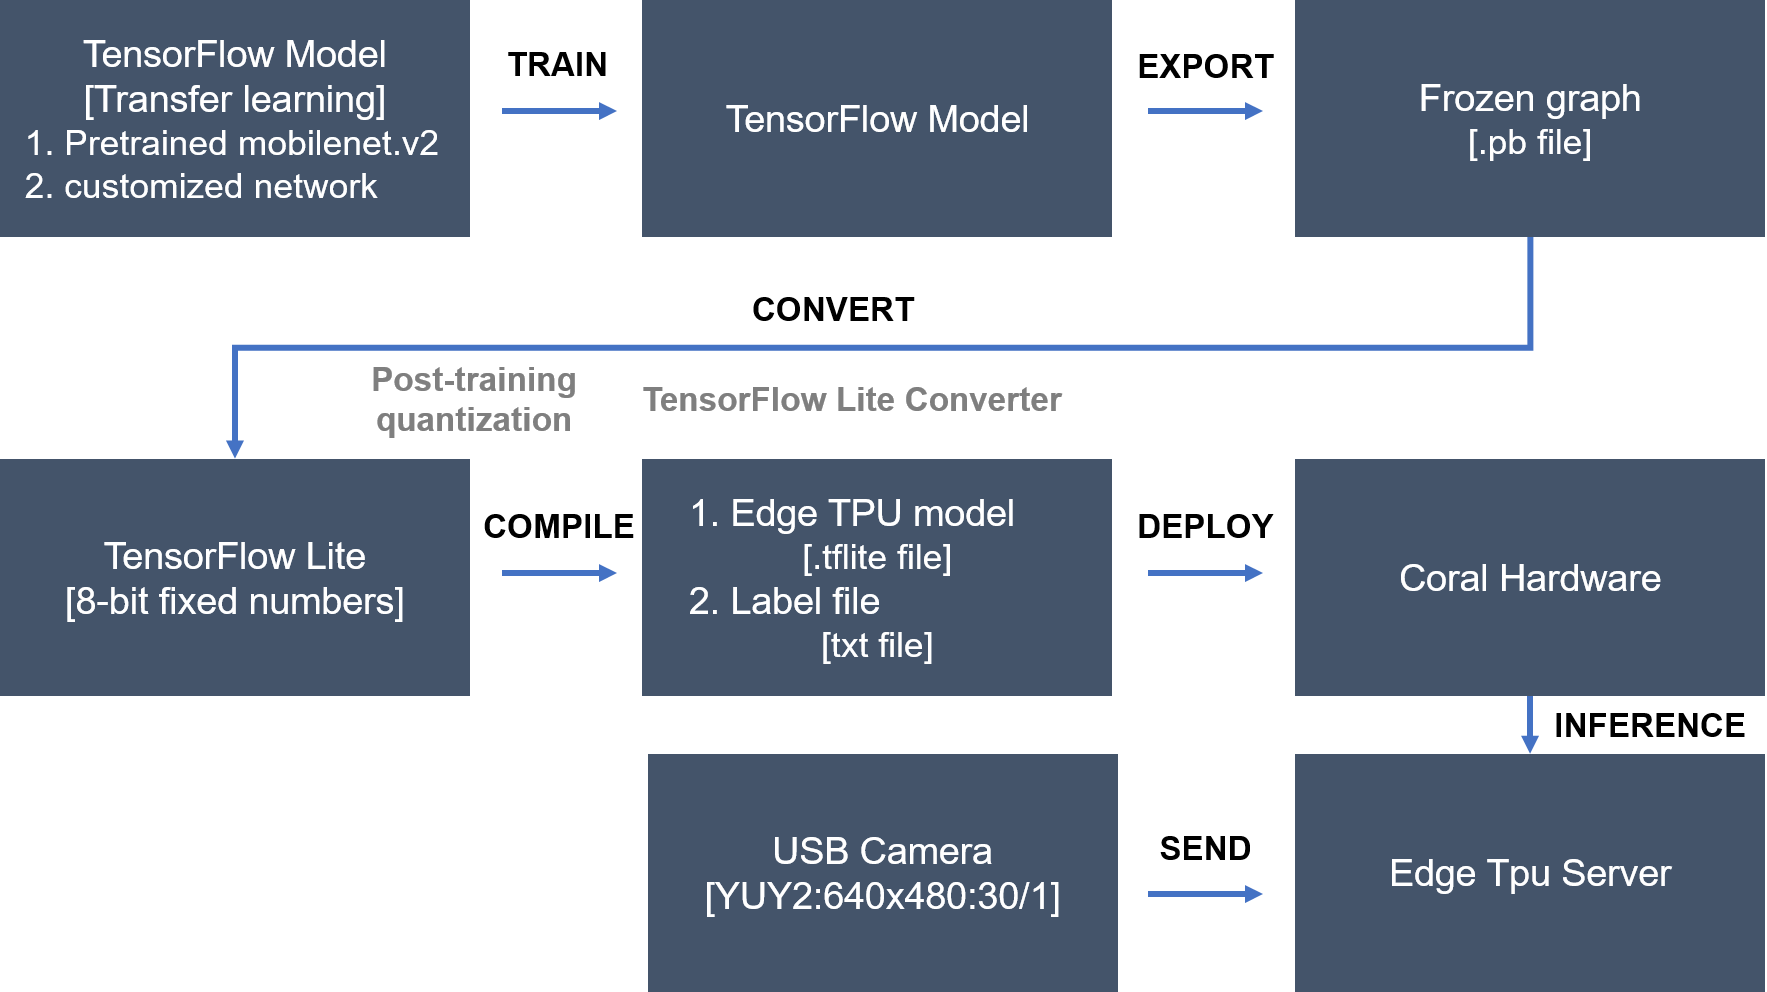 TensorFlow Model
[Transfer learning]
1. Pretrained mobilenet.v2
2. customized network
TRAIN
TensorFlow Model
EXPORT
Frozen graph
[.pb file]
CONVERT
Post-training
quantization
TensorFlow Lite Converter
TensorFlow Lite
[8-bit fixed numbers]
COMPILE
1. Edge TPU model
[.tflite file]
2. Label file
[txt file]
DEPLOY
Coral Hardware
INFERENCE
USB Camera
[YUY2:640x480:30/1]
SEND
Edge Tpu Server